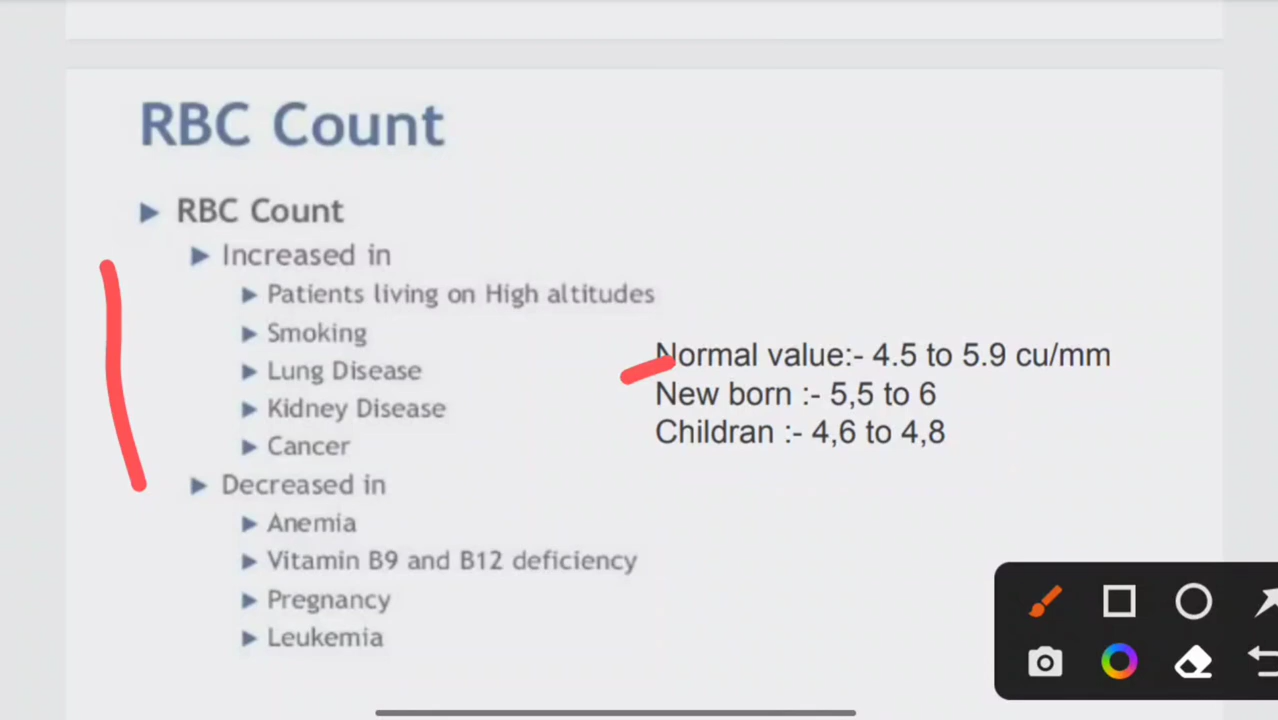 RBC Count
RBC Count
Increased in
Patients living on High altitudes
Smoking
Lung Disease
Kidney Disease
Cancer
Decreased in
Anemia
Vitamin B9 and B12 deficiency
Pregnancy
Leukemia
Normal value:- 4.5 to 5.9 cu/mm
New born :- 5,5 to 6
Childran :- 4,6 to 4,8